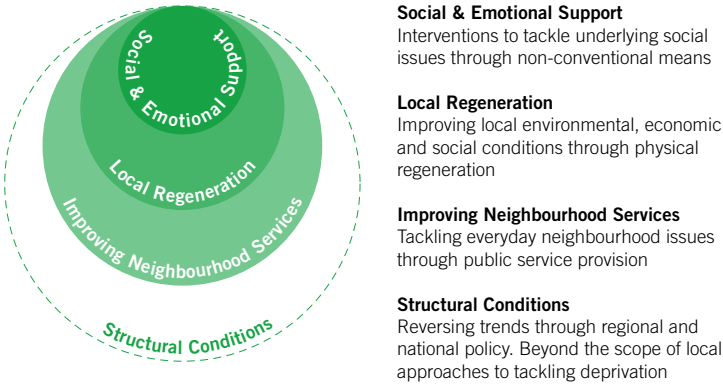 Social & Emotional Support
Local Regeneration
Improving Neighbourhood Services
Structural Conditions
Social & Emotional Support
Interventions to tackle underlying social
issues through non-conventional means
Local Regeneration
Improving local environmental, economic
and social conditions through physical
regeneration
Improving Neighbourhood Services
Tackling everyday neighbourhood issues
through public service provision
Structural Conditions
Reversing trends through regional and
national policy. Beyond the scope of local
approaches to tackling deprivation